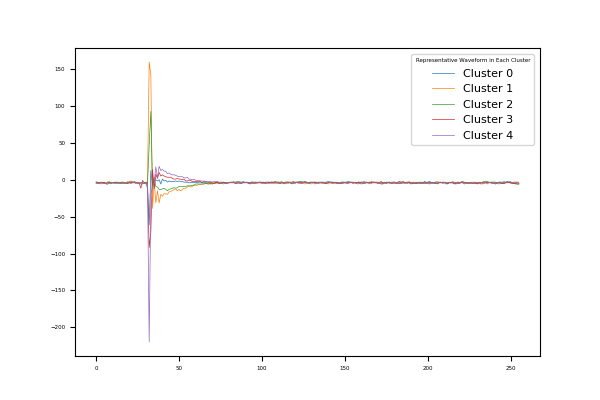 Representative Waveform in Each Cluster
Cluster 0
Cluster 1
Cluster 2
Cluster 3
Cluster 4
150
100
50
0
−50
−100
−150
−200
0 50 100 150 200 250